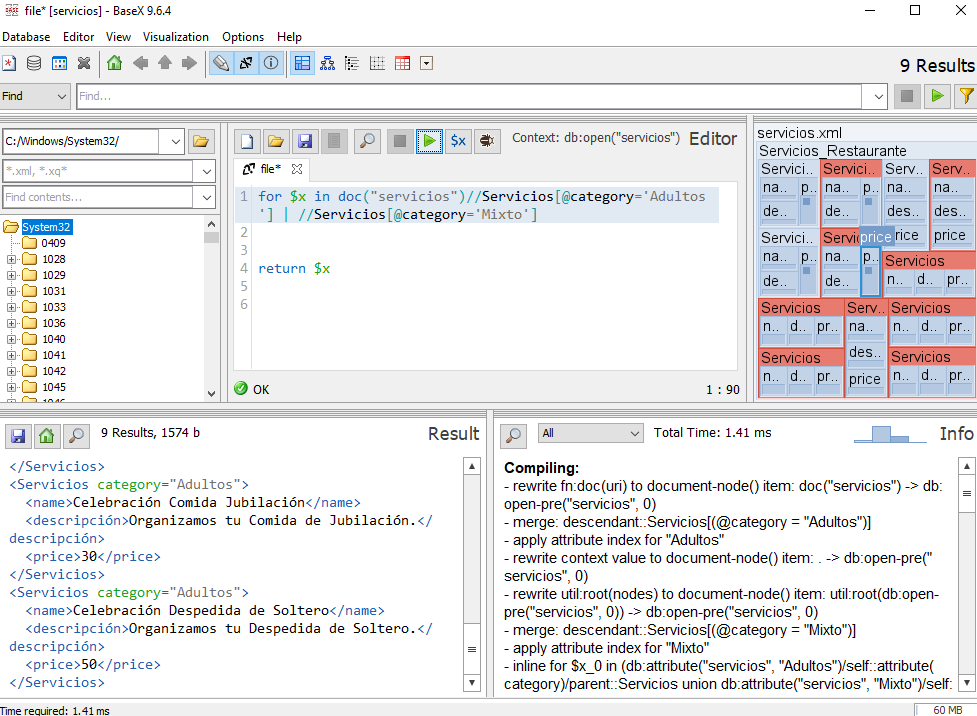 file* [servicios] - BaseX 9.6.4
Database Editor View Visualization Options Help
9 Results
Find
Find...
C:/Windows/System32/
*.xml, *.xq*
Find contents...
System32
0409
1028
1029
1031
1033
1036
1040
1041
1042
1045
$x
Context: db:open("servicios")
Editor
file*
1 for $x in doc("servicios")//Servicios[@category='Adultos
'] | //Servicios[@category='Mixto']
2
3
4 return $x
5
6
OK
1 : 90
servicios.xml
Servicios_Restaurante
Servici.. Servici.. Servici.. Serv..
na.. p.. na.. p.. na.. na..
de.. de.. des.. des..
Servici.. Servic price rice price
na.. p.. na.. p.. Servicios
de.. de.. n.. d.. pr..
Servicios Serv.. Servicios
n.. d.. pr.. na.. n.. d.. pr..
Servicios des.. Servicios
n.. d.. pr.. price n.. d.. pr..
9 Results, 1574 b
Result
</Servicios>
<Servicios category="Adultos">
<name>Celebración Comida Jubilación</name>
<descripción>Organizamos tu Comida de Jubilación.</
descripción>
<price>30</price>
</Servicios>
<Servicios category="Adultos">
<name>Celebración Despedida de Soltero</name>
<descripción>Organizamos tu Despedida de Soltero.</
descripción>
<price>50</price>
</Servicios>
All
Total Time: 1.41 ms
Info
Compiling:
- rewrite fn:doc(uri) to document-node() item: doc("servicios") -> db:
open-pre("servicios", 0)
- merge: descendant::Servicios[(@category = "Adultos")]
- apply attribute index for "Adultos"
- rewrite context value to document-node() item: . -> db:open-pre("
servicios", 0)
- rewrite util:root(nodes) to document-node() item: util:root(db:open-
pre("servicios", 0)) -> db:open-pre("servicios", 0)
- merge: descendant::Servicios[(@category = "Mixto")]
- apply attribute index for "Mixto"
- inline for $x_0 in (db:attribute("servicios", "Adultos")/self::attribute(
category)/parent::Servicios union db:attribute("servicios", "Mixto")/self:
Time required: 1.41 ms
60 MB